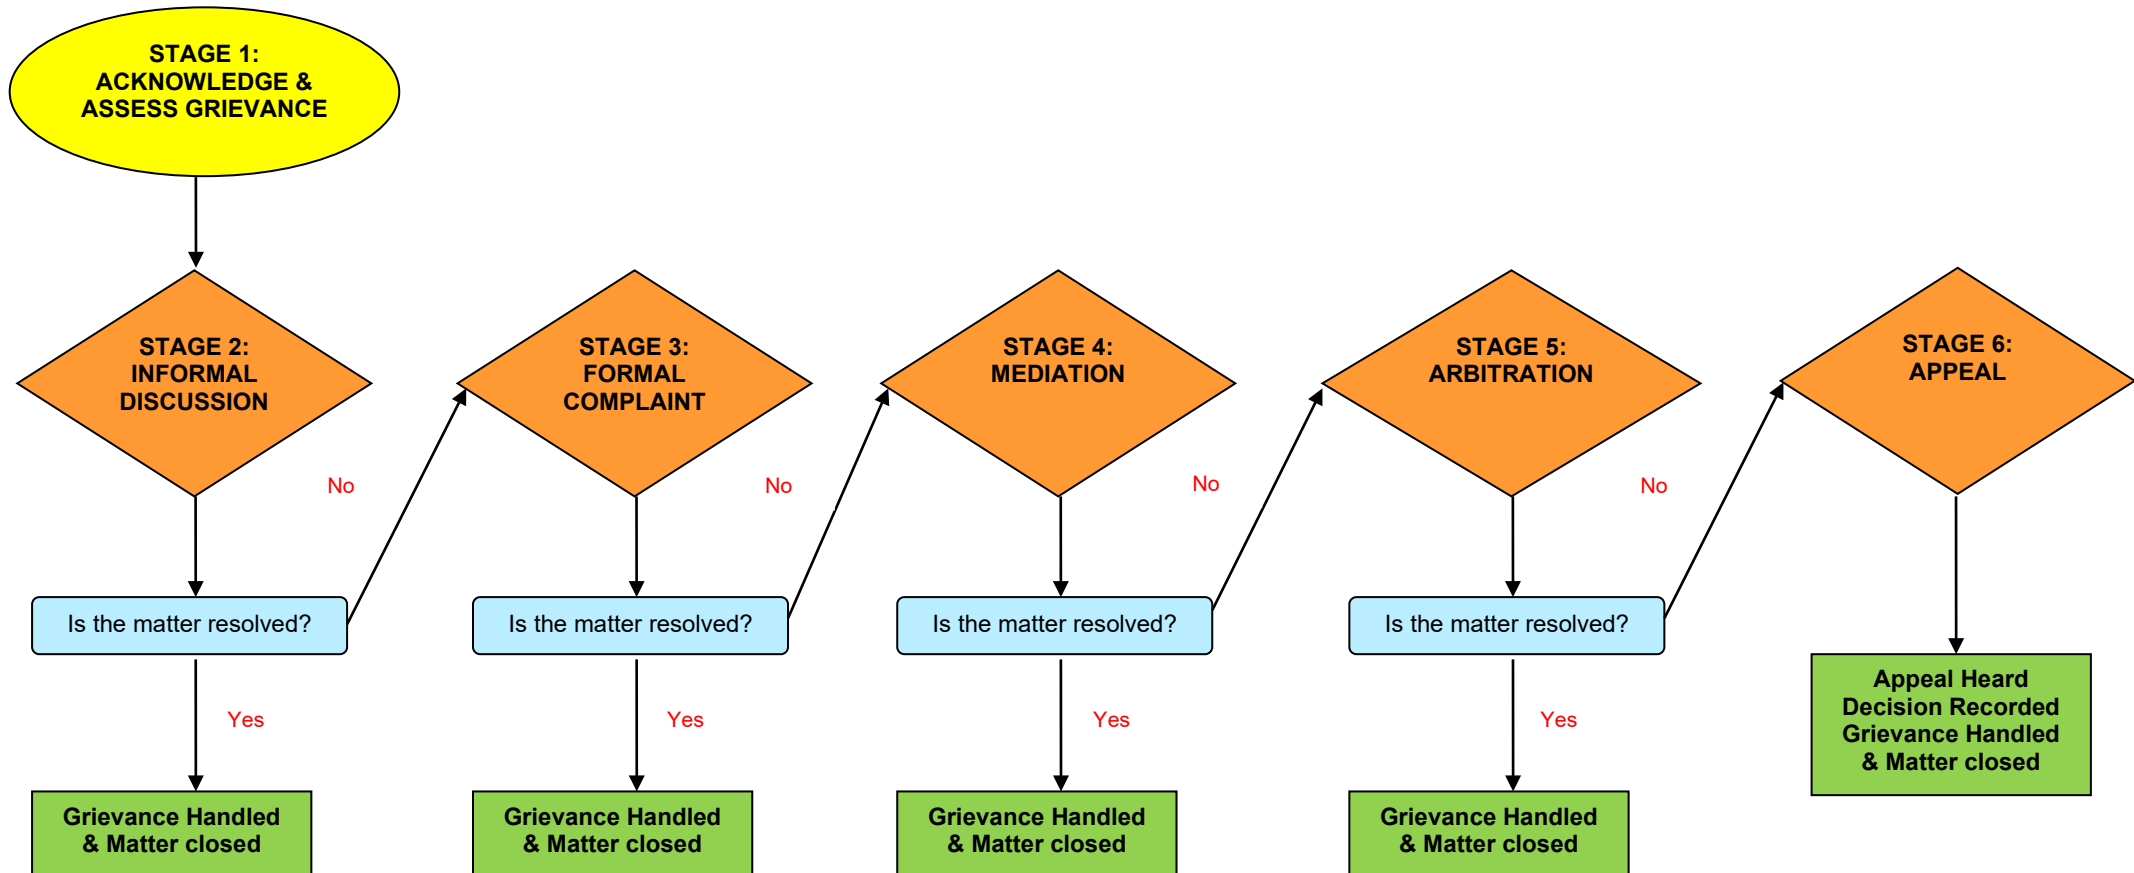 STAGE 1:
ACKNOWLEDGE &
ASSESS GRIEVANCE
STAGE 2:
INFORMAL
DISCUSSION
STAGE 3:
FORMAL
COMPLAINT
STAGE 4:
MEDIATION
STAGE 5:
ARBITRATION
STAGE 6:
APPEAL
No
No
No
No
Is the matter resolved?
Is the matter resolved?
Is the matter resolved?
Is the matter resolved?
Appeal Heard
Decision Recorded
Grievance Handled
& Matter closed
Yes
Yes
Yes
Yes
Grievance Handled
& Matter closed
Grievance Handled
& Matter closed
Grievance Handled
& Matter closed
Grievance Handled
& Matter closed